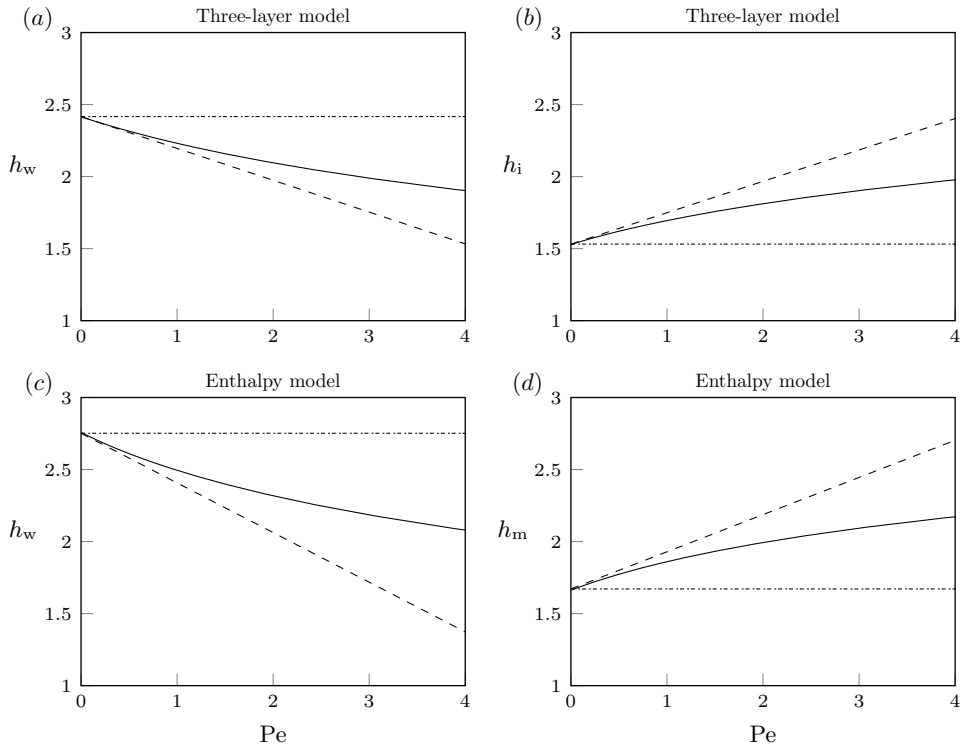 (a) Three-layer model
3
2.5
h_w 2
1.5
1
0 1 2 3 4
(b) Three-layer model
3
2.5
h_i 2
1.5
1
0 1 2 3 4
(c) Enthalpy model
3
2.5
h_w 2
1.5
1
0 1 2 3 4
Pe
(d) Enthalpy model
3
2.5
h_m 2
1.5
1
0 1 2 3 4
Pe